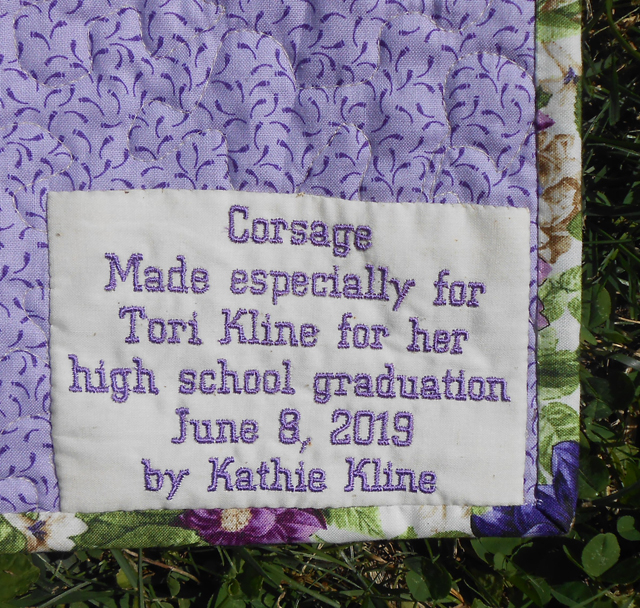 Corsage
Made especially for
Tori Kline for her
high school graduation
June 8, 2019
by Kathie Kline